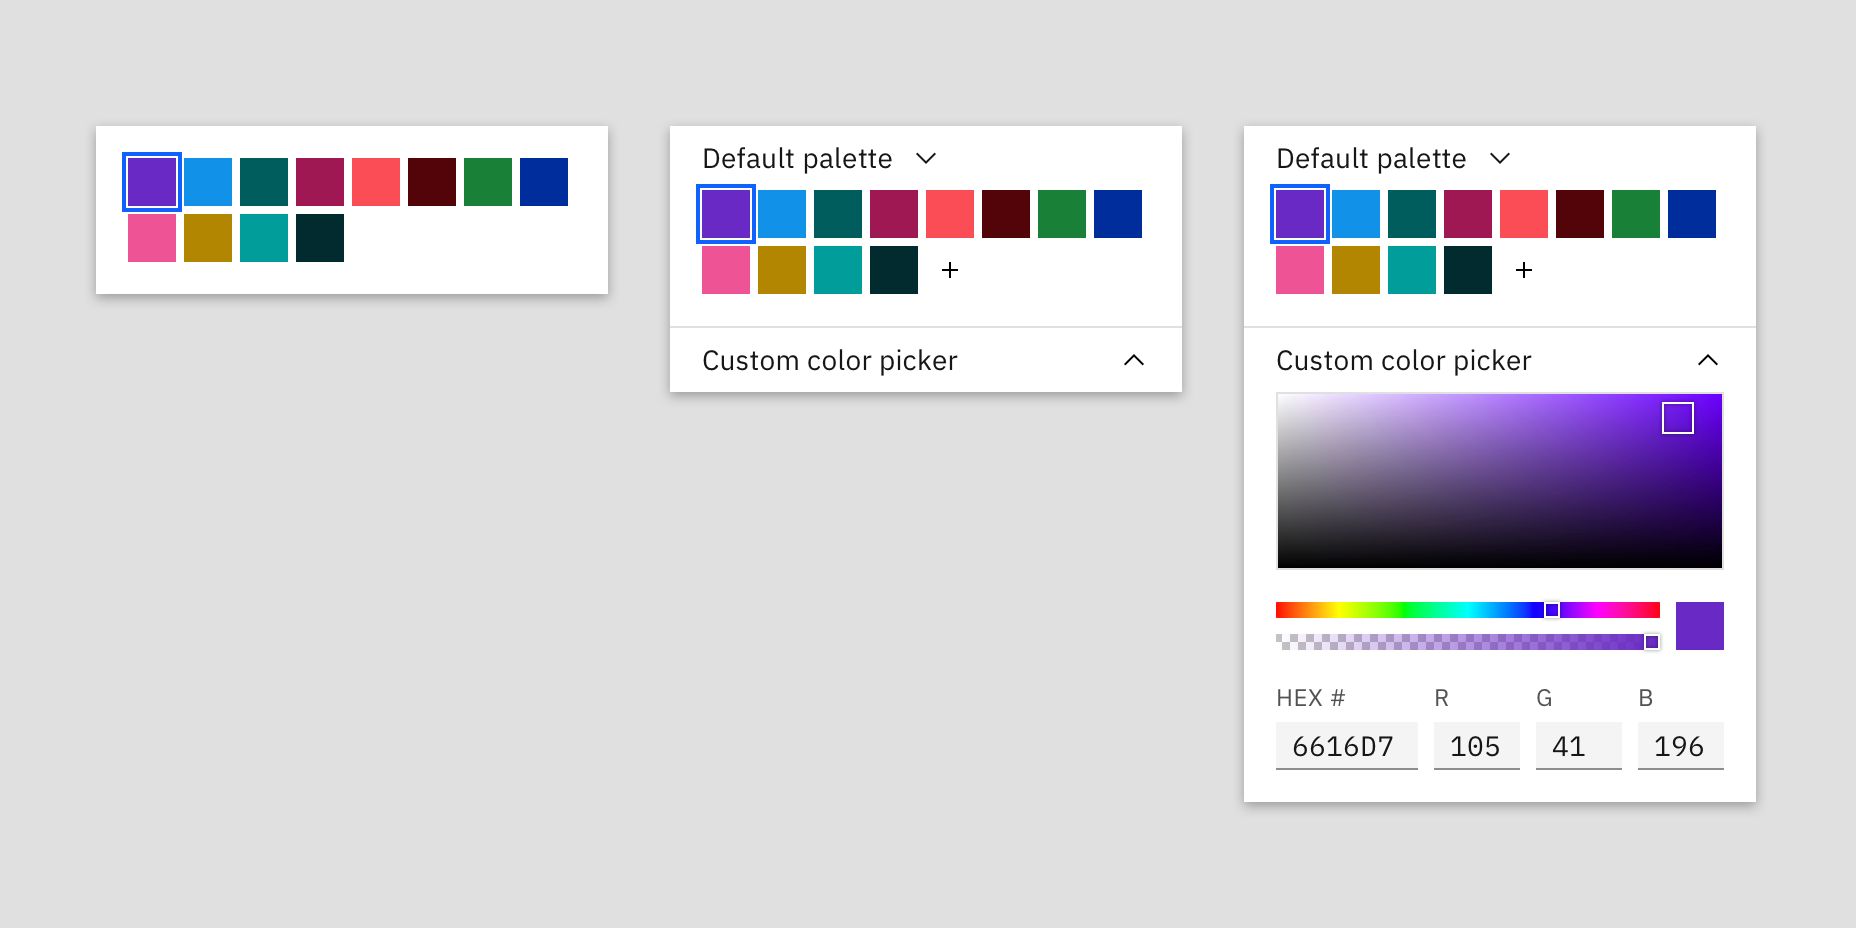 Default palette
Custom color picker
Default palette
Custom color picker
HEX # R G B
6616D7 105 41 196